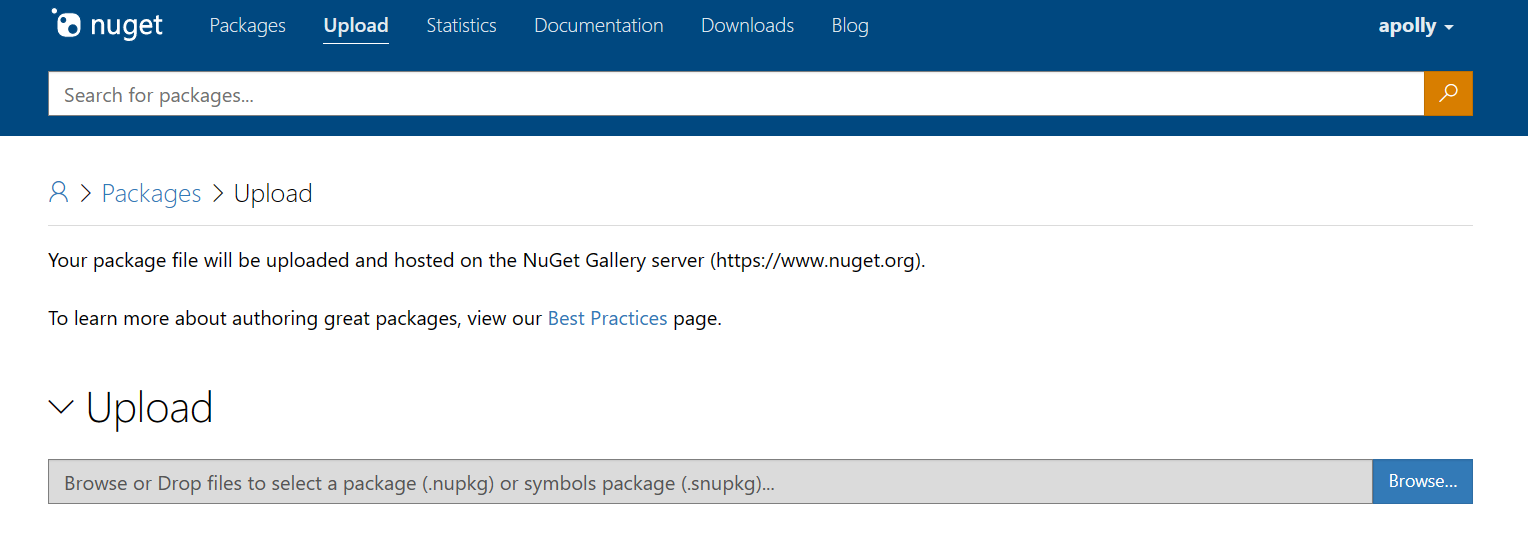 nuget Packages Upload Statistics Documentation Downloads Blog apolly
Search for packages...
Packages Upload
Your package file will be uploaded and hosted on the NuGet Gallery server (https://www.nuget.org).
To learn more about authoring great packages, view our Best Practices page.
Upload
Browse or Drop files to select a package (.nupkg) or symbols package (.snupkg)... Browse...